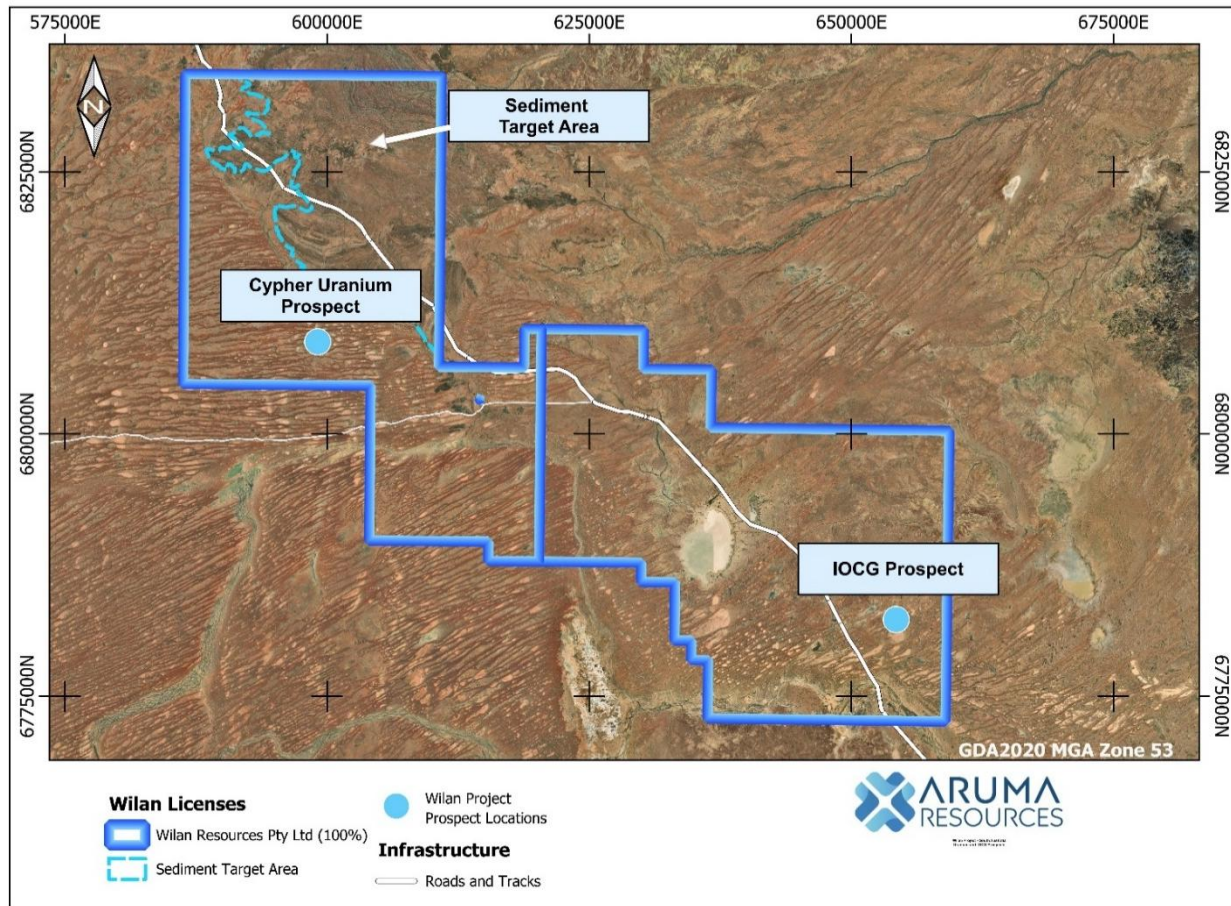 575000E 600000E 625000E 650000E 675000E
N
Sediment
Target Area
6825000N
6825000N
Cypher Uranium
Prospect
6800000N
6800000N
IOCG Prospect
6775000N
6775000N
GDA2020 MGA Zone 53
Wilan Licenses
Wilan Resources Pty Ltd (100%)
Sediment Target Area
Wilan Project
Prospect Locations
Infrastructure
Roads and Tracks
ARUMA
RESOURCES